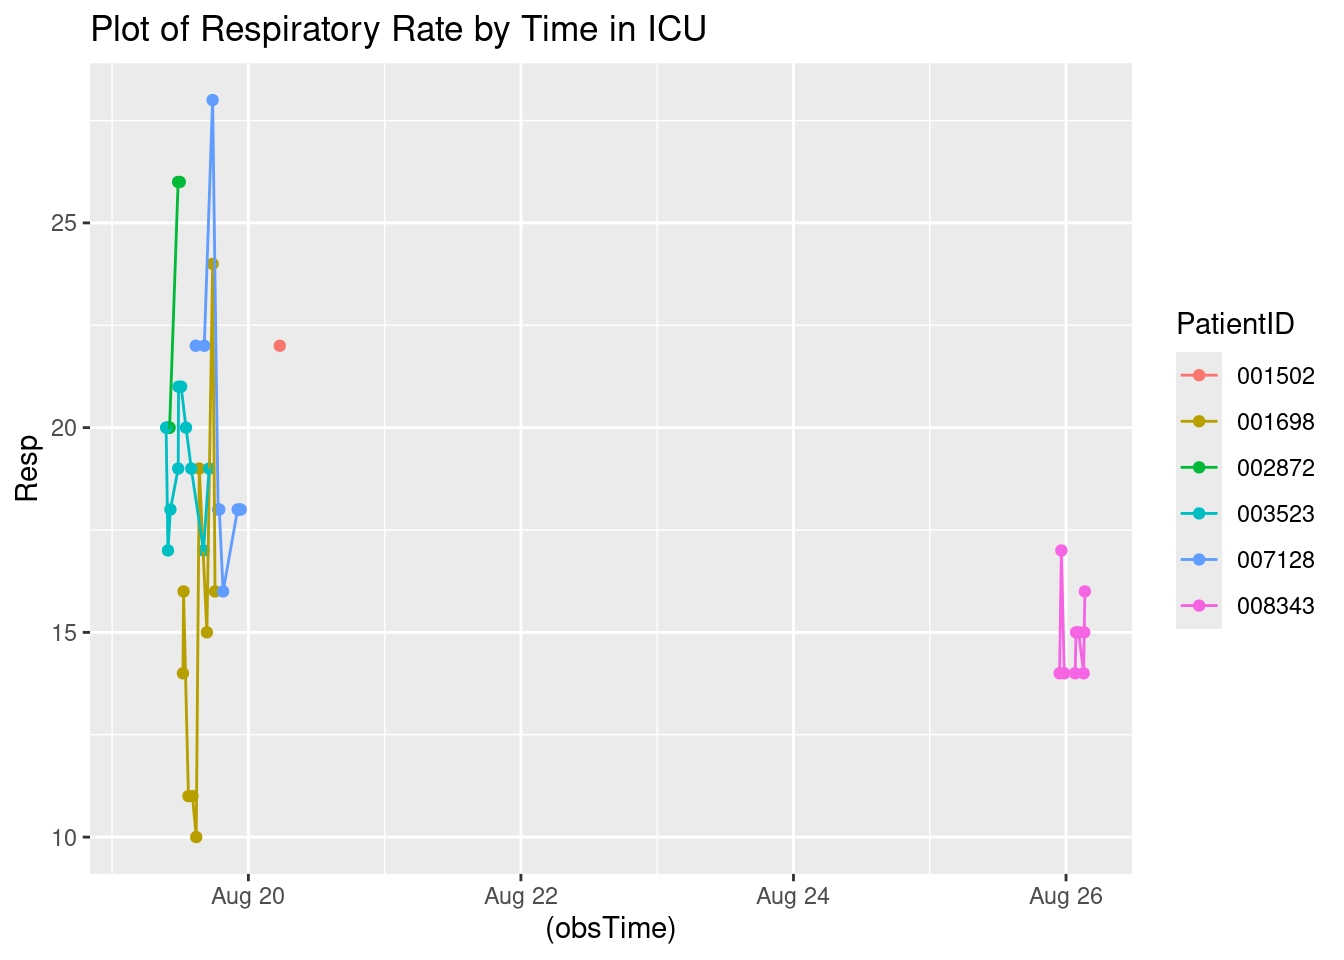 Plot of Respiratory Rate by Time in ICU
Resp
25
20
15
10
Aug 20
Aug 22
Aug 24
Aug 26
(obsTime)
PatientID
001502
001698
002872
003523
007128
008343